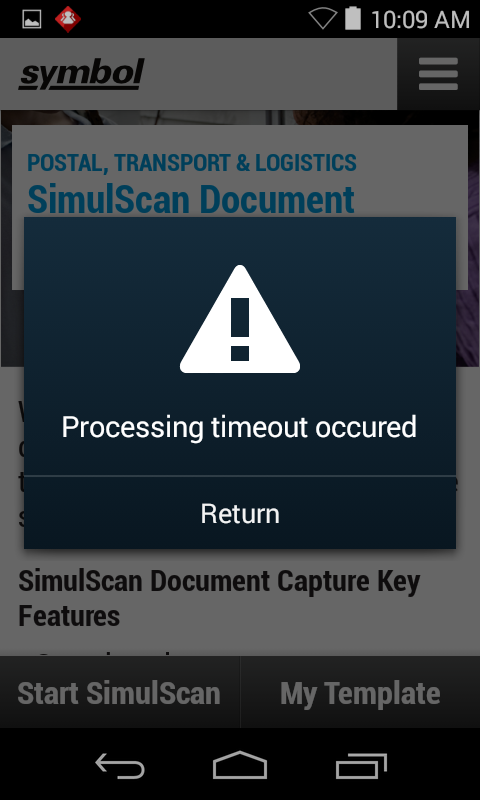 10:09 AM
symbol
POSTAL, TRANSPORT & LOGISTICS
SimulScan Document
Processing timeout occured
Return
SimulScan Document Capture Key
Features
Start SimulScan
My Template